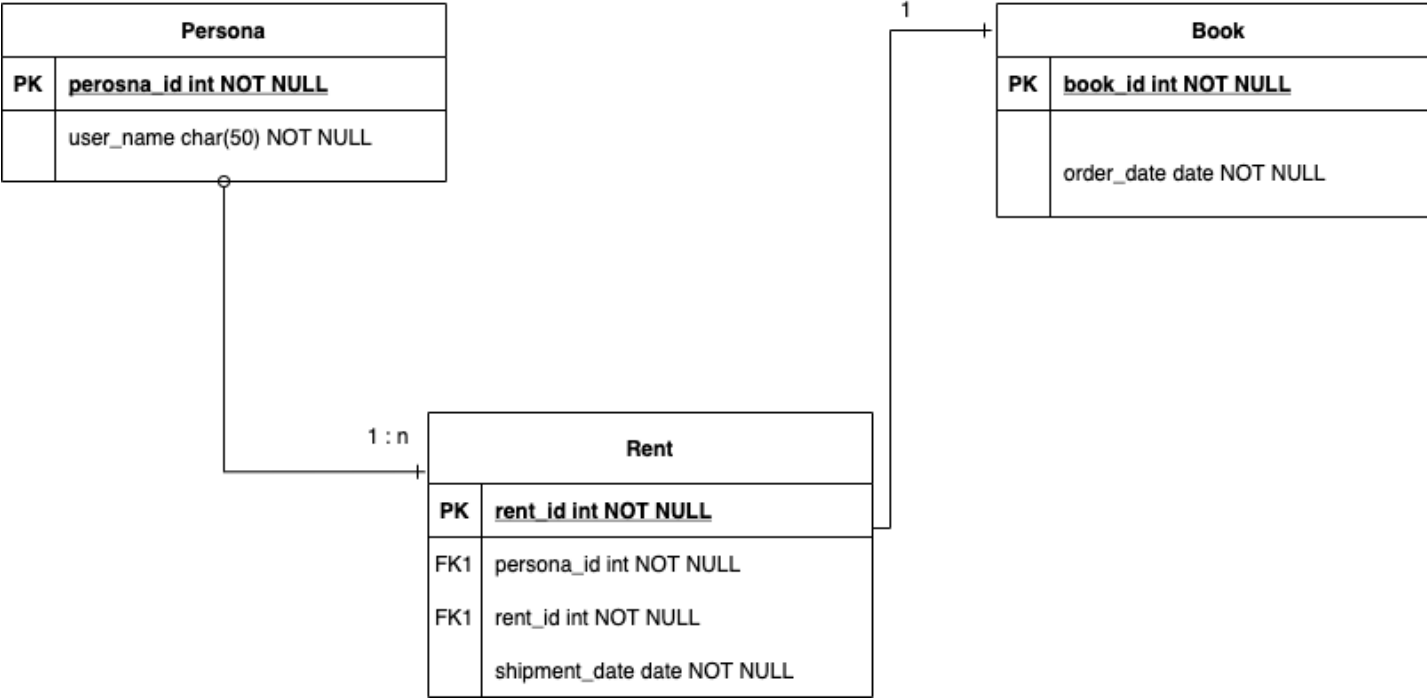 Persona
PK perosna_id int NOT NULL
user_name char(50) NOT NULL
1
Book
PK book_id int NOT NULL
order_date date NOT NULL
1 : n
Rent
PK rent_id int NOT NULL
FK1 persona_id int NOT NULL
FK1 rent_id int NOT NULL
shipment_date date NOT NULL